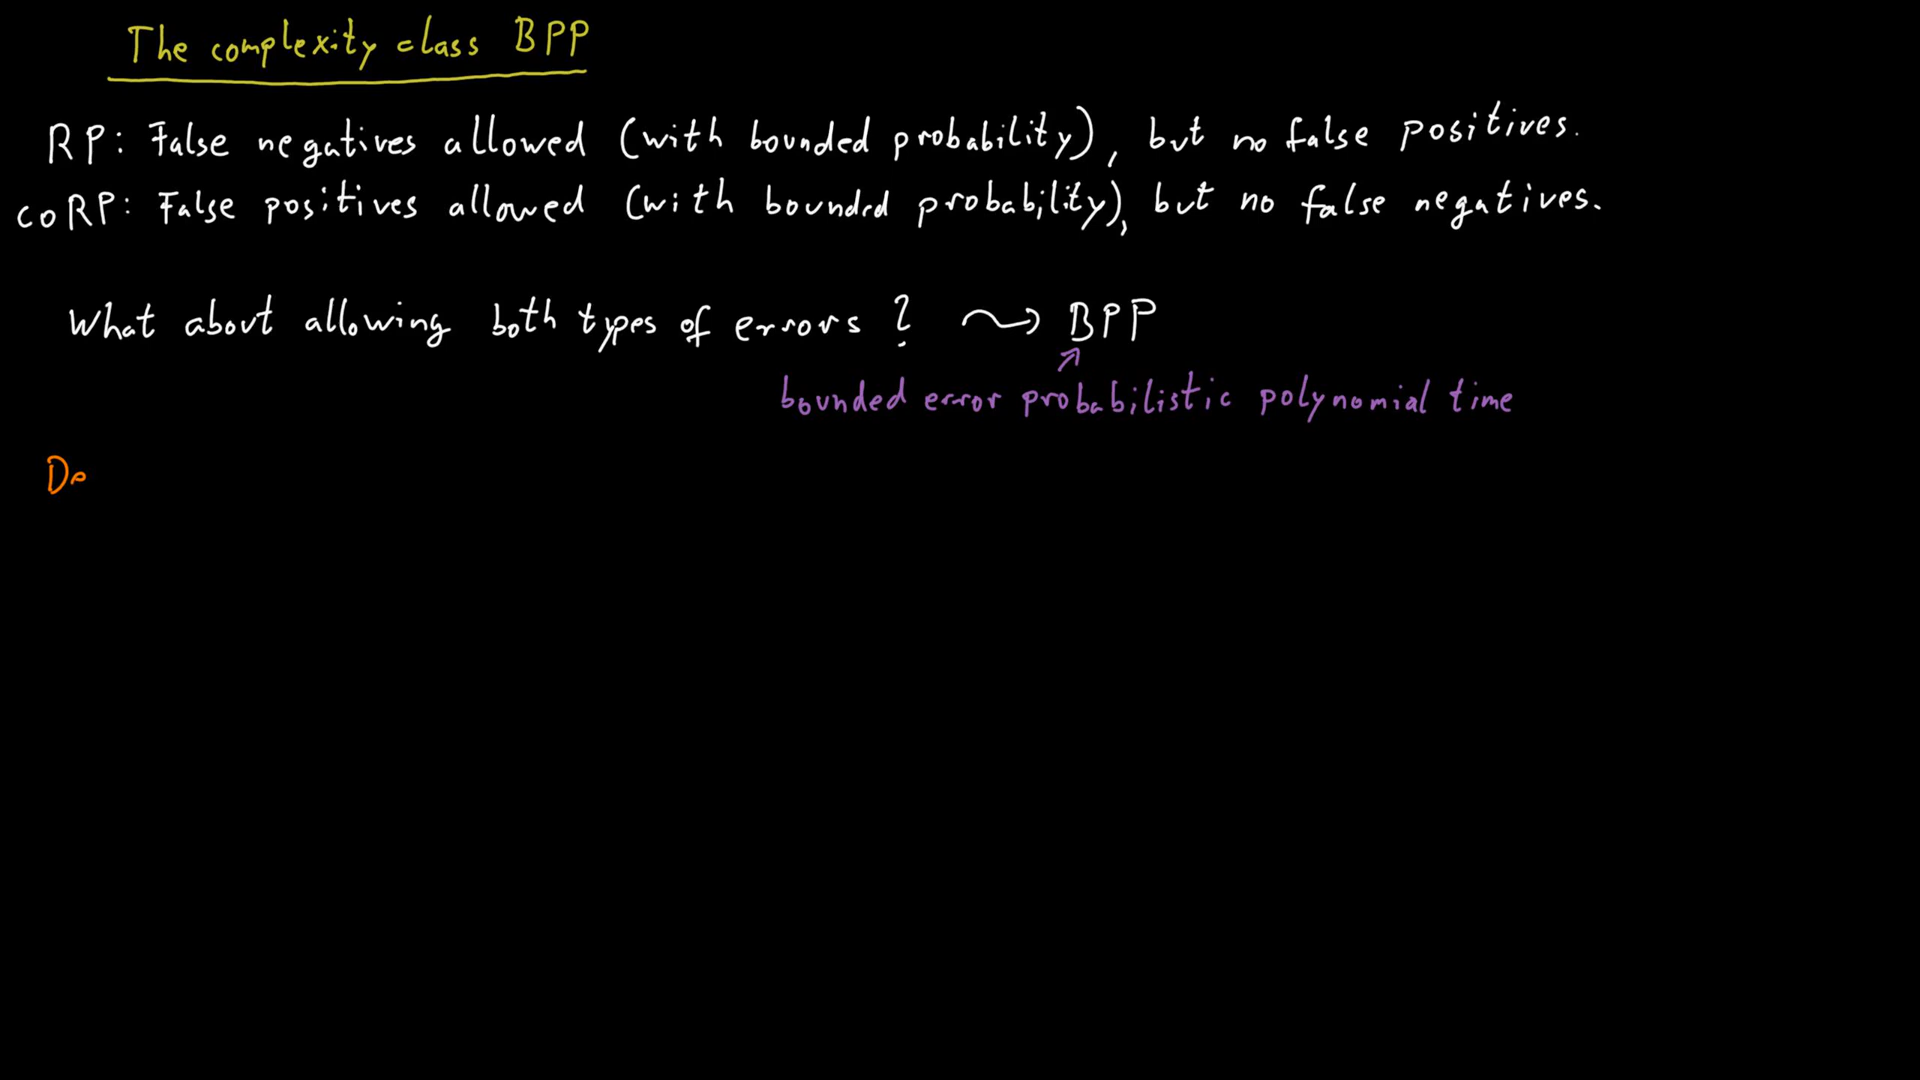 The complexity class BPP
RP: False negatives allowed (with bounded probability), but no false positives.
coRP: False positives allowed (with bounded probability), but no false negatives.
What about allowing both types of errors? ⤳ BPP
bounded error probabilistic polynomial time
De